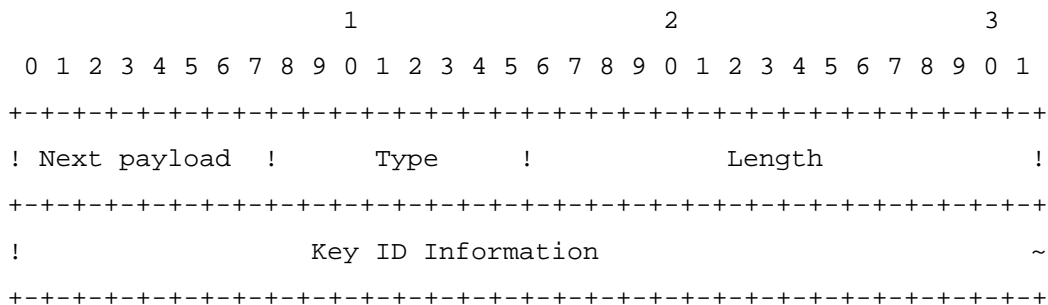 1                   2                   3
 0 1 2 3 4 5 6 7 8 9 0 1 2 3 4 5 6 7 8 9 0 1 2 3 4 5 6 7 8 9 0 1
+-+-+-+-+-+-+-+-+-+-+-+-+-+-+-+-+-+-+-+-+-+-+-+-+-+-+-+-+-+-+-+-+
! Next payload  !      Type     !            Length             !
+-+-+-+-+-+-+-+-+-+-+-+-+-+-+-+-+-+-+-+-+-+-+-+-+-+-+-+-+-+-+-+-+
!                  Key ID Information                           ~
+-+-+-+-+-+-+-+-+-+-+-+-+-+-+-+-+-+-+-+-+-+-+-+-+-+-+-+-+-+-+-+-+